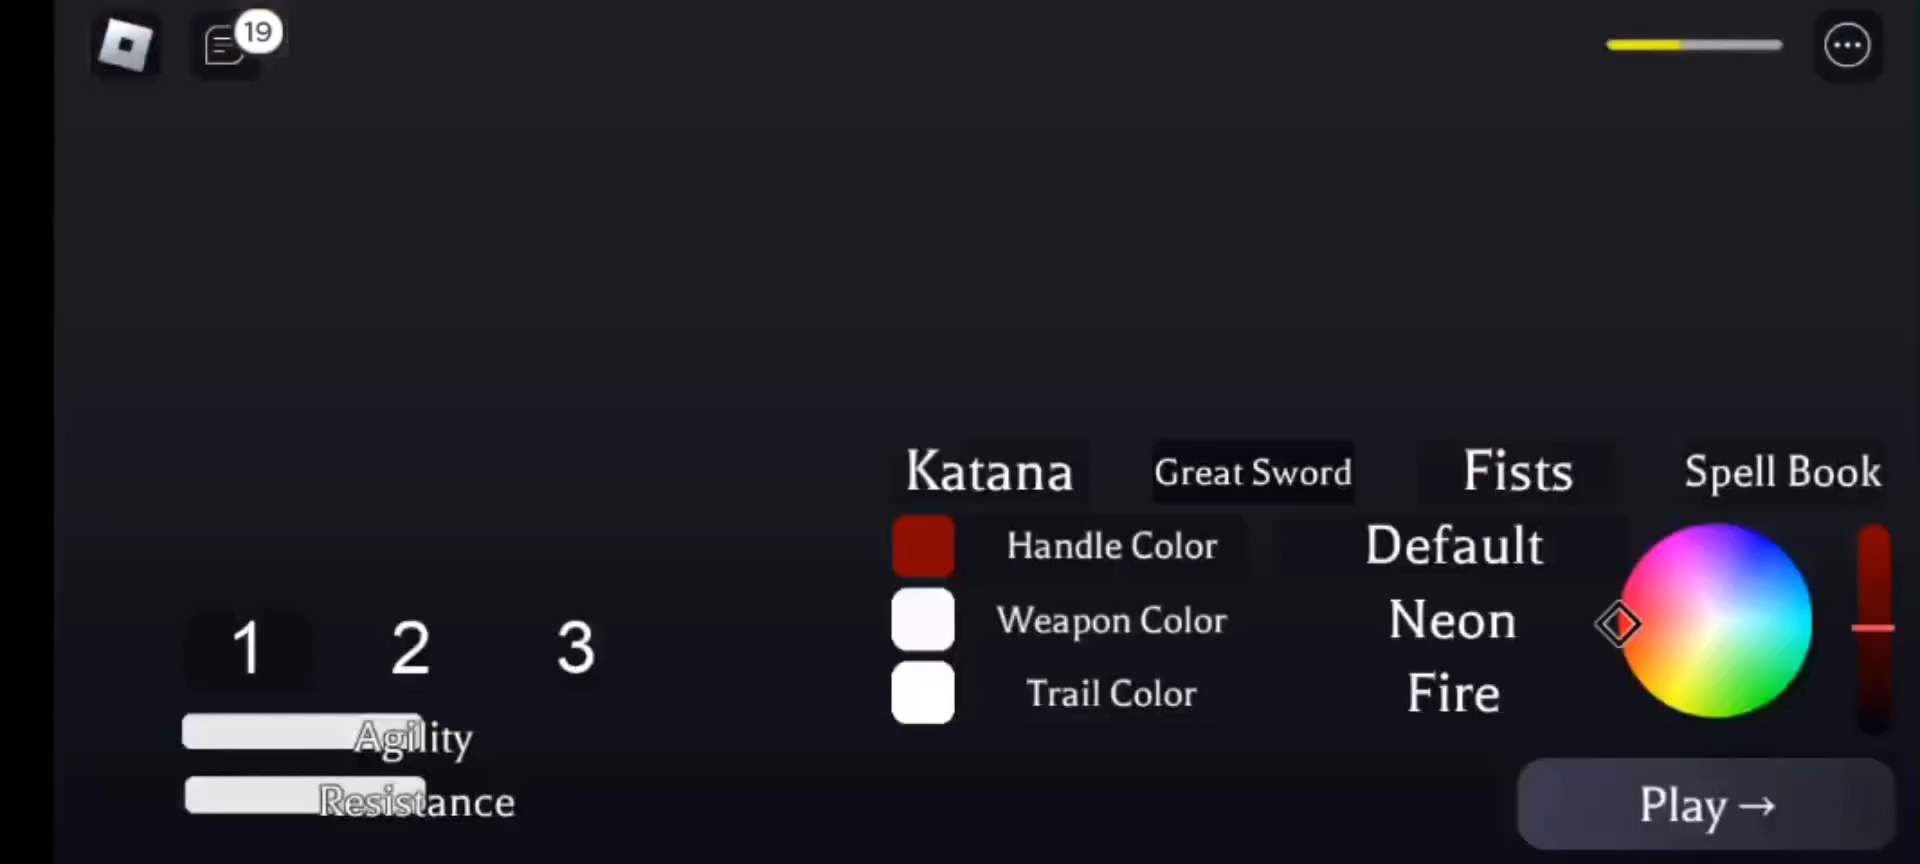 19
Katana Great Sword Fists Spell Book
Handle Color Default
Weapon Color Neon
Trail Color Fire
1 2 3
Agility
Resistance
Play →